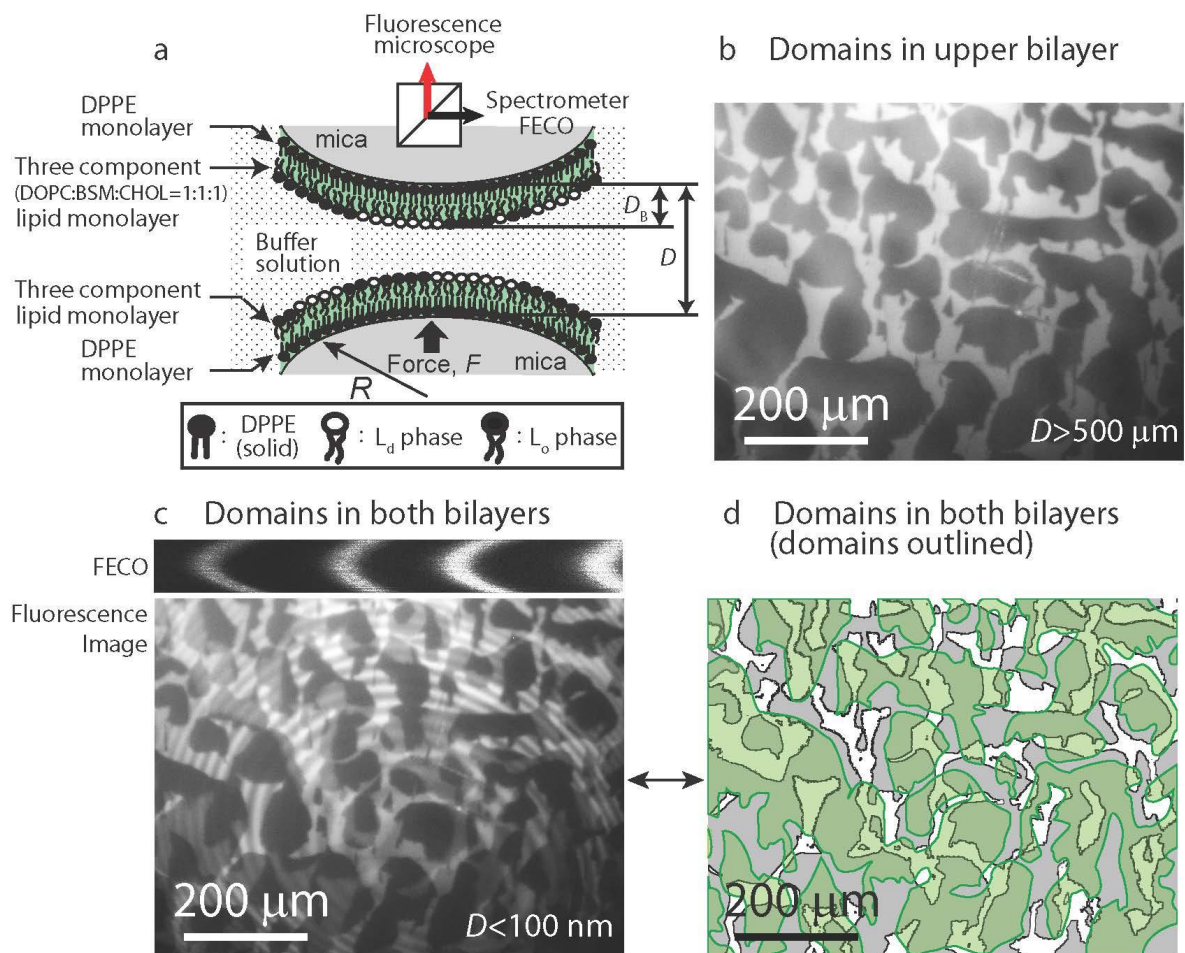 a
Fluorescence
microscope
DPPE
monolayer
Spectrometer
FECO
mica
Three component
(DOPC:BSM:CHOL=1:1:1)
lipid monolayer
D_B
D
Buffer
solution
Three component
lipid monolayer
DPPE
monolayer
Force, F
mica
R
: DPPE
(solid)
: L_d phase
: L_o phase
b Domains in upper bilayer
200 μm
D>500 μm
c Domains in both bilayers
FECO
Fluorescence
Image
200 μm
D<100 nm
d Domains in both bilayers
(domains outlined)
200 μm